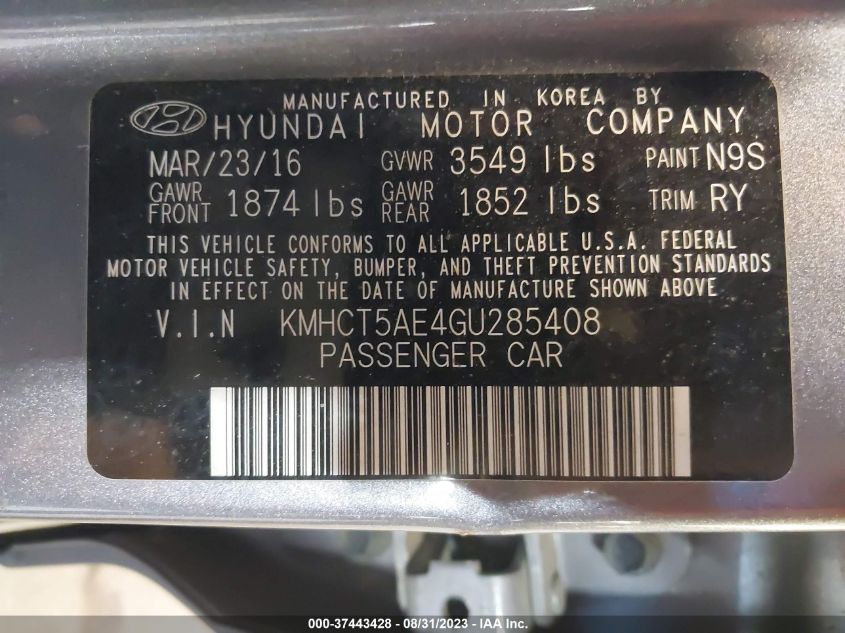 MANUFACTURED IN KOREA BY
HYUNDAI MOTOR COMPANY
MAR/23/16 GVWR 3549 lbs PAINT N9S
GAWR FRONT 1874 lbs GAWR REAR 1852 lbs TRIM RY
THIS VEHICLE CONFORMS TO ALL APPLICABLE U.S.A. FEDERAL
MOTOR VEHICLE SAFETY, BUMPER, AND THEFT PREVENTION STANDARDS
IN EFFECT ON THE DATE OF MANUFACTURE SHOWN ABOVE
V.I.N KMHCT5AE4GU285408
PASSENGER CAR
000-37443428 - 08/31/2023 - IAA Inc.